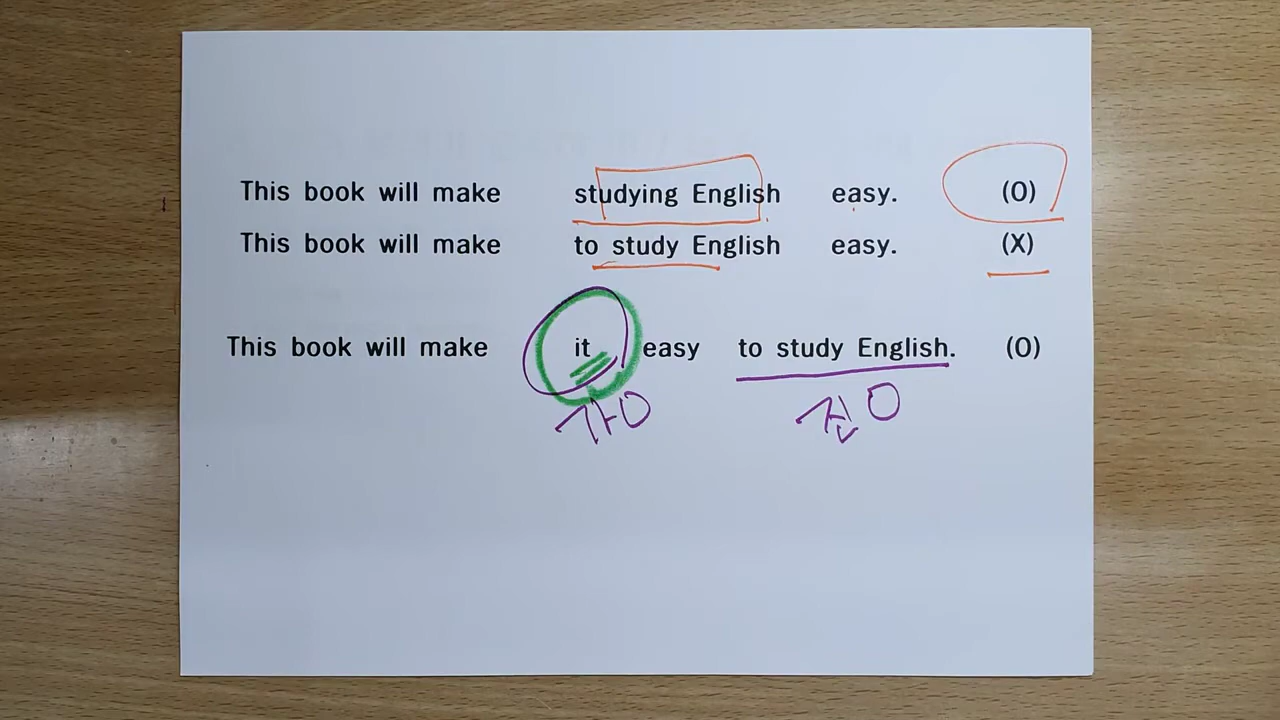 This book will make studying English easy. (O)
This book will make to study English easy. (X)
This book will make it easy to study English. (O)
가O 진O